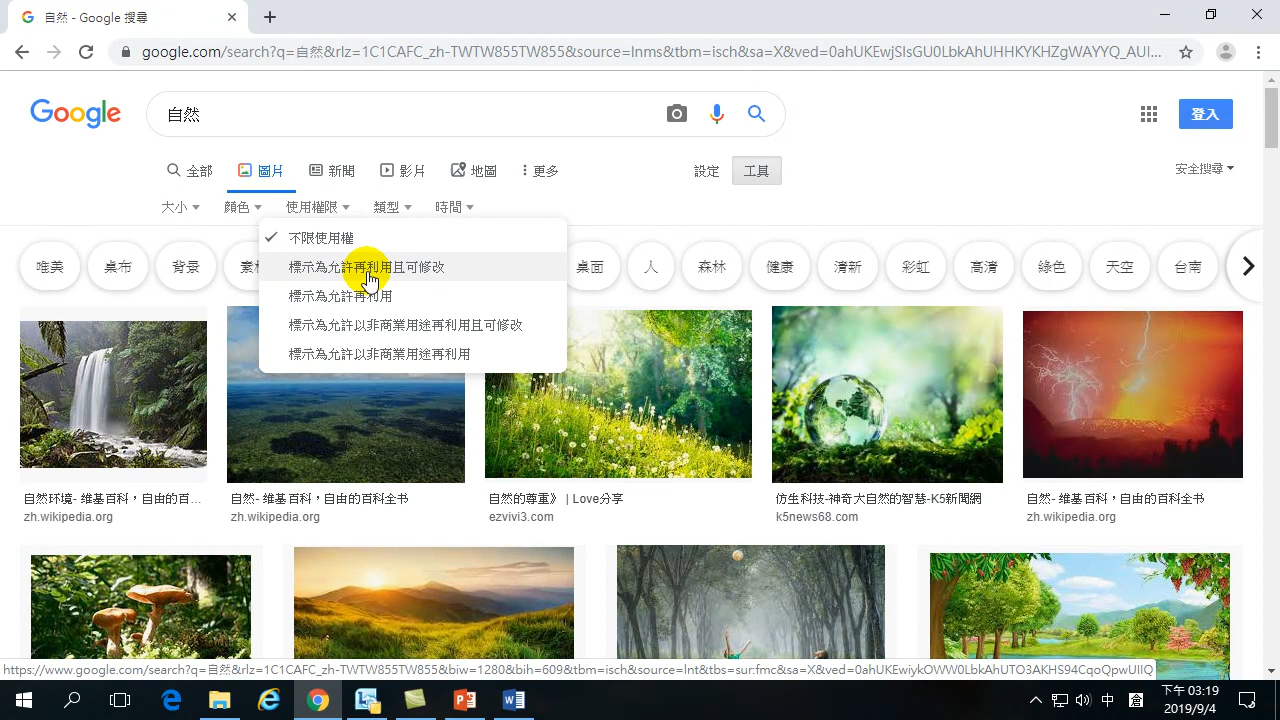 自然 - Google 搜尋
google.com/search?q=自然&rlz=1C1CAFC_zh-TWTW855TW855&source=lnms&tbm=isch&sa=X&ved=0ahUKEwjSIsGU0LbkAhUHHKYKHZgWAYYQ_AUI...
Google
自然
登入
全部 圖片 新聞 影片 地圖 更多 設定 工具
安全搜尋
大小 顏色 使用權限 類型 時間
不限使用權
標示為允許再利用且可修改
標示為允許再利用
標示為允許以非商業用途再利用且可修改
標示為允許以非商業用途再利用
唯美 桌布 背景 桌面 人 森林 健康 清新 彩虹 高清 綠色 天空 台南
自然环境- 维基百科，自由的百...
zh.wikipedia.org
自然- 维基百科，自由的百科全书
zh.wikipedia.org
自然的尊重》 | Love分享
ezvivi3.com
仿生科技-神奇大自然的智慧-K5新聞網
k5news68.com
自然- 维基百科，自由的百科全书
zh.wikipedia.org
https://www.google.com/search?q=自然&rlz=1C1CAFC_zh-TWTW855TW855&biw=1280&bih=609&tbm=isch&source=lnt&tbs=sur:fmc&sa=X&ved=0ahUKEwiykOWW0LbkAhUTO3AKHS94CqoQpwUIIQ
中
下午 03:19
2019/9/4